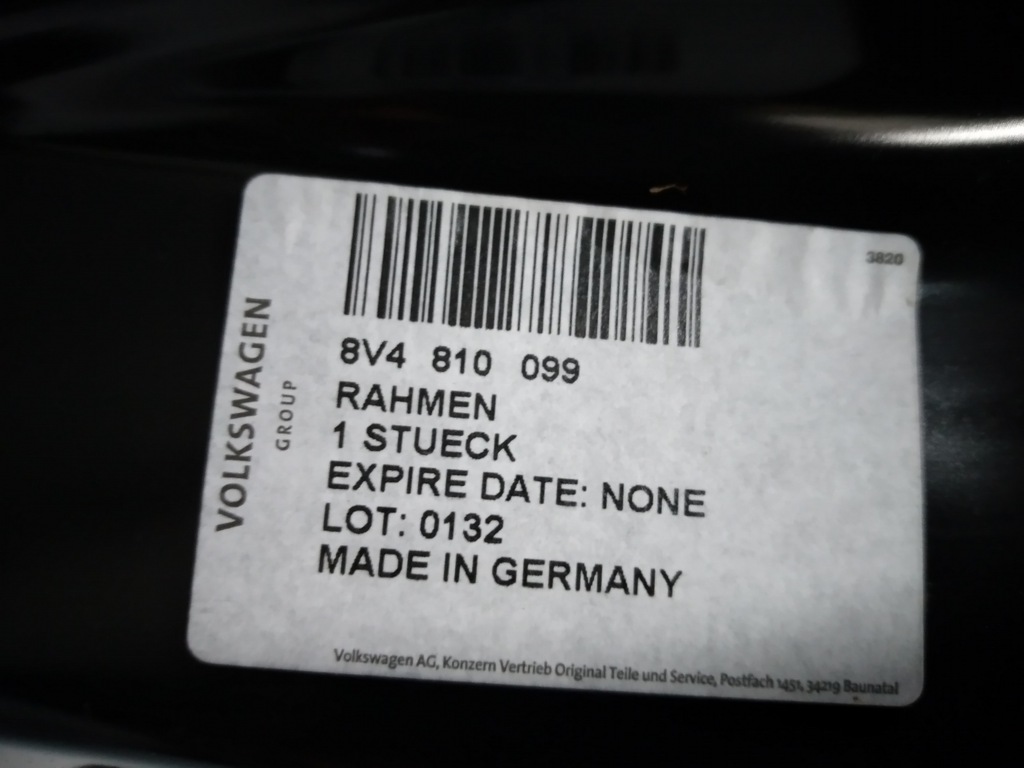 3820
8V4 810 099
RAHMEN
1 STUECK
EXPIRE DATE: NONE
LOT: 0132
MADE IN GERMANY
VOLKSWAGEN
GROUP
Volkswagen AG, Konzern Vertrieb Original Teile und Service, Postfach 1451, 34219 Baunatal